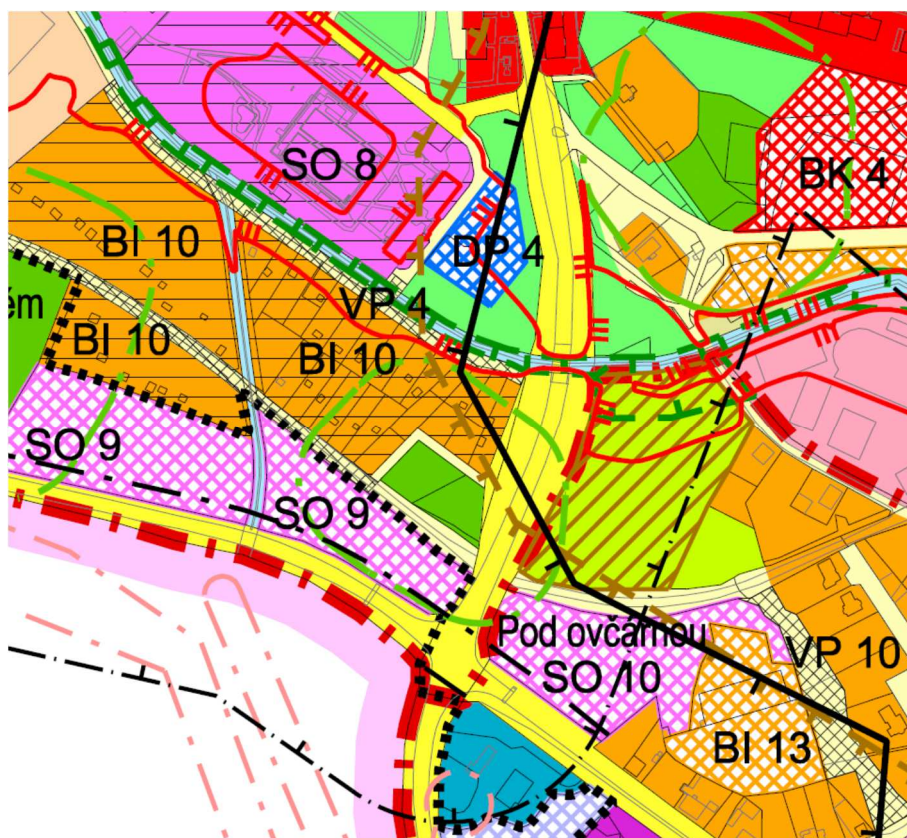 SO 8
BK 4
BI 10
DP 4
ém
VP 4
BI 10
BI 10
SO 9
SO 9
Pod ovčárnou
VP 10
SO 10
BI 13